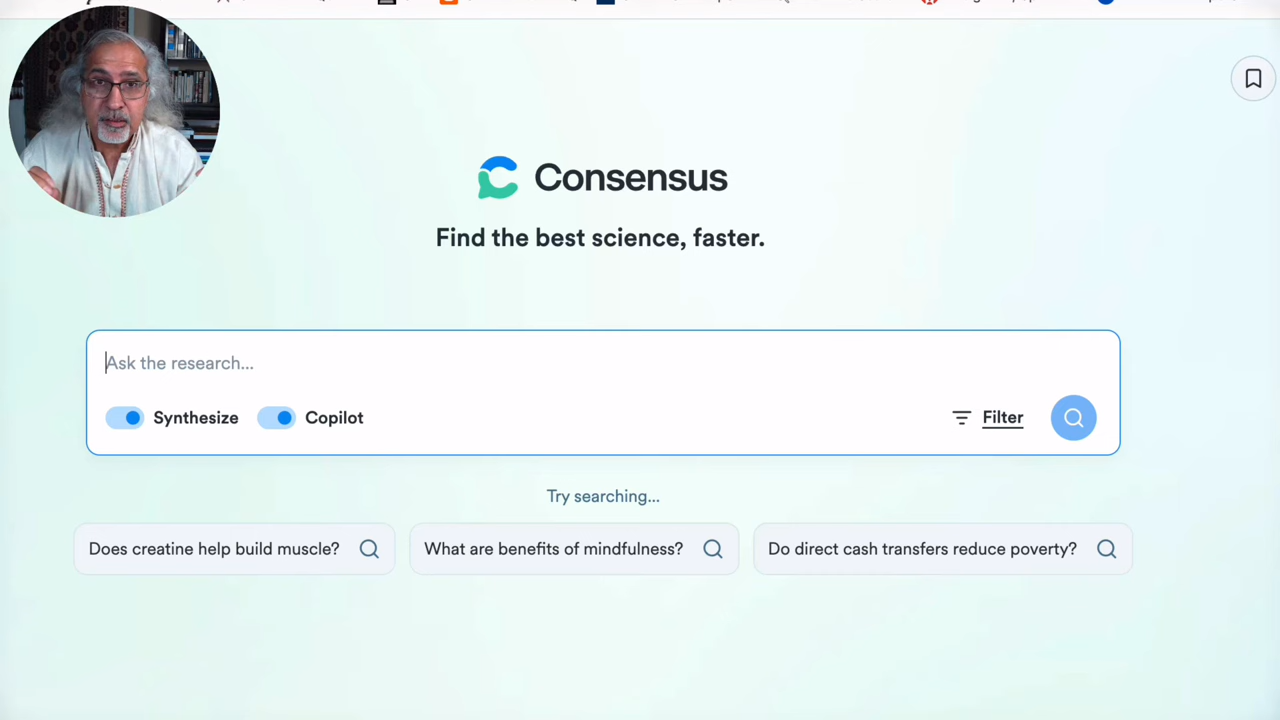 Consensus
Find the best science, faster.
Ask the research...
Synthesize Copilot Filter
Try searching...
Does creatine help build muscle? What are benefits of mindfulness? Do direct cash transfers reduce poverty?